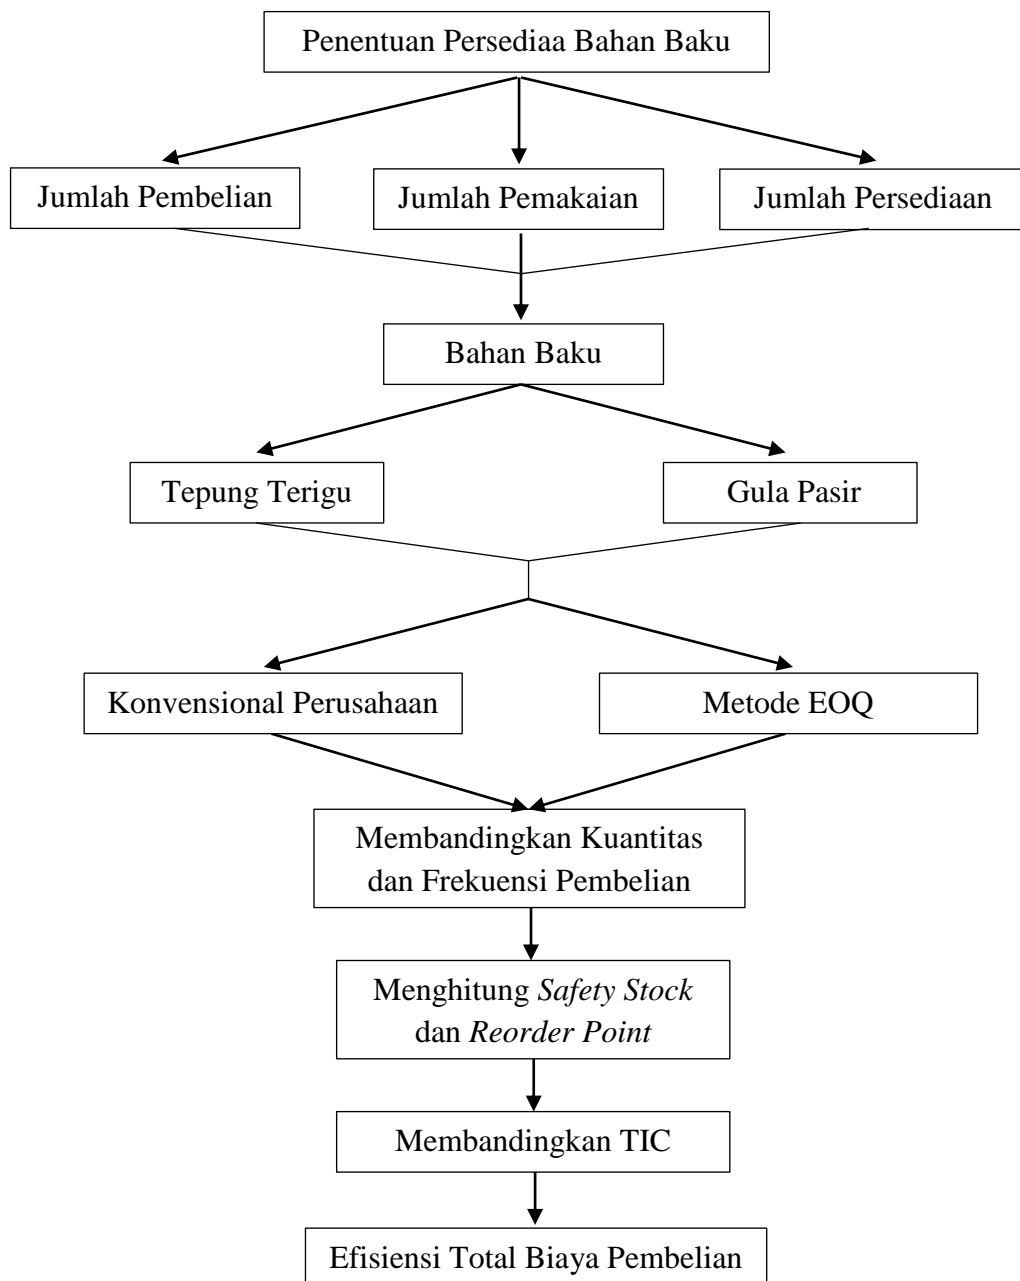 Penentuan Persediaa Bahan Baku
Jumlah Pembelian
Jumlah Pemakaian
Jumlah Persediaan
Bahan Baku
Tepung Terigu
Gula Pasir
Konvensional Perusahaan
Metode EOQ
Membandingkan Kuantitas
dan Frekuensi Pembelian
Menghitung Safety Stock
dan Reorder Point
Membandingkan TIC
Efisiensi Total Biaya Pembelian